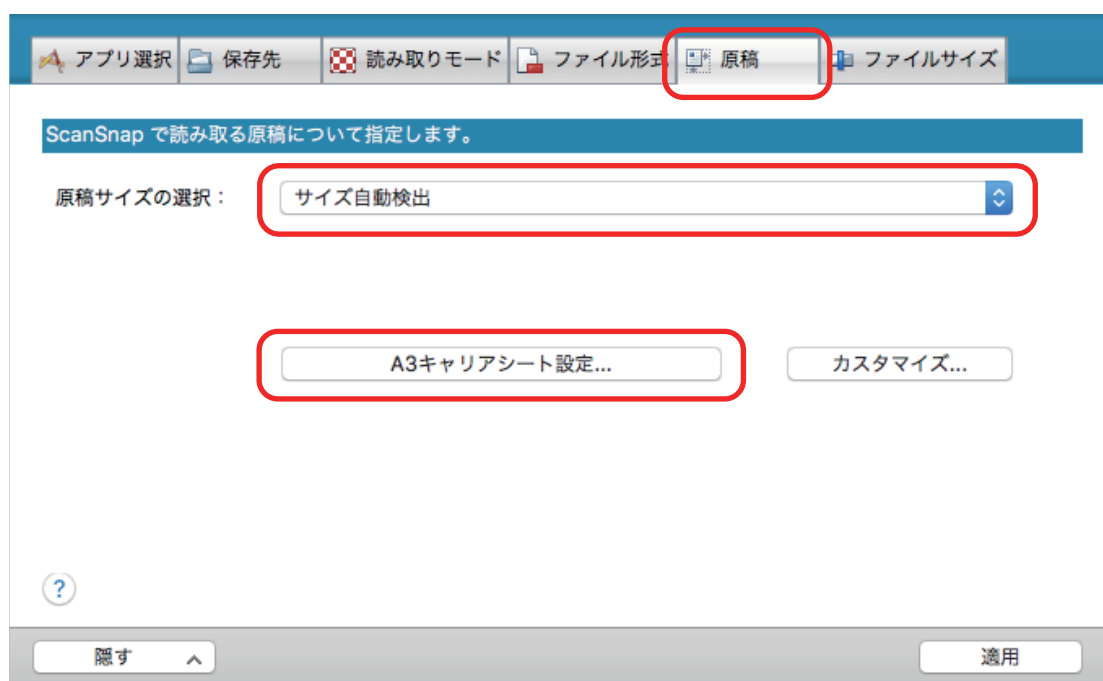 アプリ選択 保存先 読み取りモード ファイル形式 原稿 ファイルサイズ
ScanSnap で読み取る原稿について指定します。
原稿サイズの選択： サイズ自動検出
A3キャリアシート設定... カスタマイズ...
?
隠す 適用